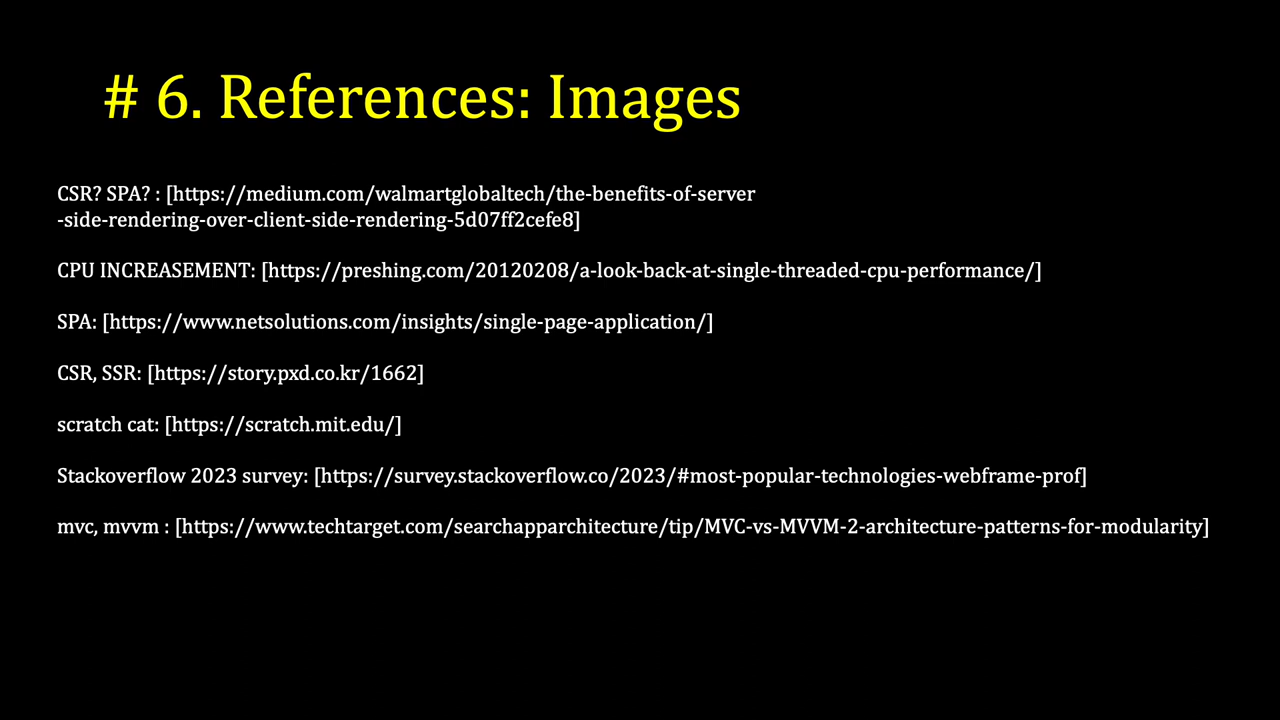 # 6. References: Images
CSR? SPA? : [https://medium.com/walmartglobaltech/the-benefits-of-server
-side-rendering-over-client-side-rendering-5d07ff2cefe8]
CPU INCREASEMENT: [https://preshing.com/20120208/a-look-back-at-single-threaded-cpu-performance/]
SPA: [https://www.netsolutions.com/insights/single-page-application/]
CSR, SSR: [https://story.pxd.co.kr/1662]
scratch cat: [https://scratch.mit.edu/]
Stackoverflow 2023 survey: [https://survey.stackoverflow.co/2023/#most-popular-technologies-webframe-prof]
mvc, mvvm : [https://www.techtarget.com/searchapparchitecture/tip/MVC-vs-MVVM-2-architecture-patterns-for-modularity]